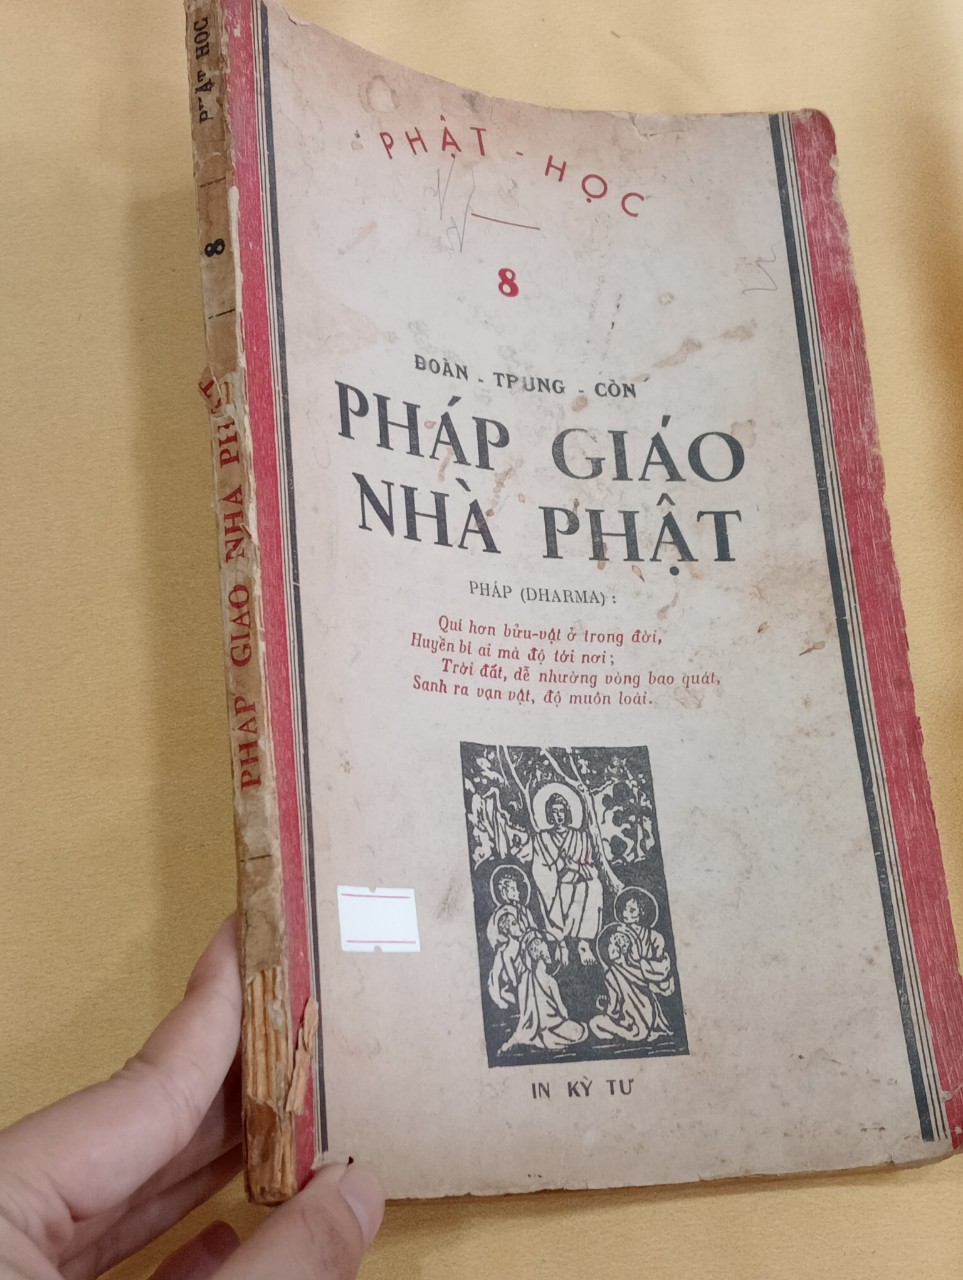 PHẬT - HỌC
8
ĐOÀN - TRUNG - CÒN
PHÁP GIÁO
NHÀ PHẬT
PHÁP (DHARMA) :
Quí hơn bửu-vật ở trong đời,
Huyền bí ai mà độ tới nơi ;
Trời đất, dễ nhường vòng bao quát,
Sanh ra vạn vật, độ muôn loài.
IN KỲ TƯ
PHẬT HỌC
8
PHÁP GIÁO NHÀ PHẬT